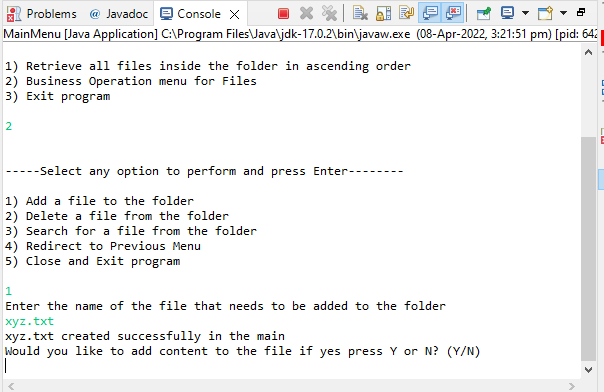 Problems @ Javadoc Console
MainMenu [Java Application] C:\Program Files\Java\jdk-17.0.2\bin\javaw.exe (08-Apr-2022, 3:21:51 pm) [pid: 642
1) Retrieve all files inside the folder in ascending order
2) Business Operation menu for Files
3) Exit program
2
-----Select any option to perform and press Enter--------
1) Add a file to the folder
2) Delete a file from the folder
3) Search for a file from the folder
4) Redirect to Previous Menu
5) Close and Exit program
1
Enter the name of the file that needs to be added to the folder
xyz.txt
xyz.txt created successfully in the main
Would you like to add content to the file if yes press Y or N? (Y/N)